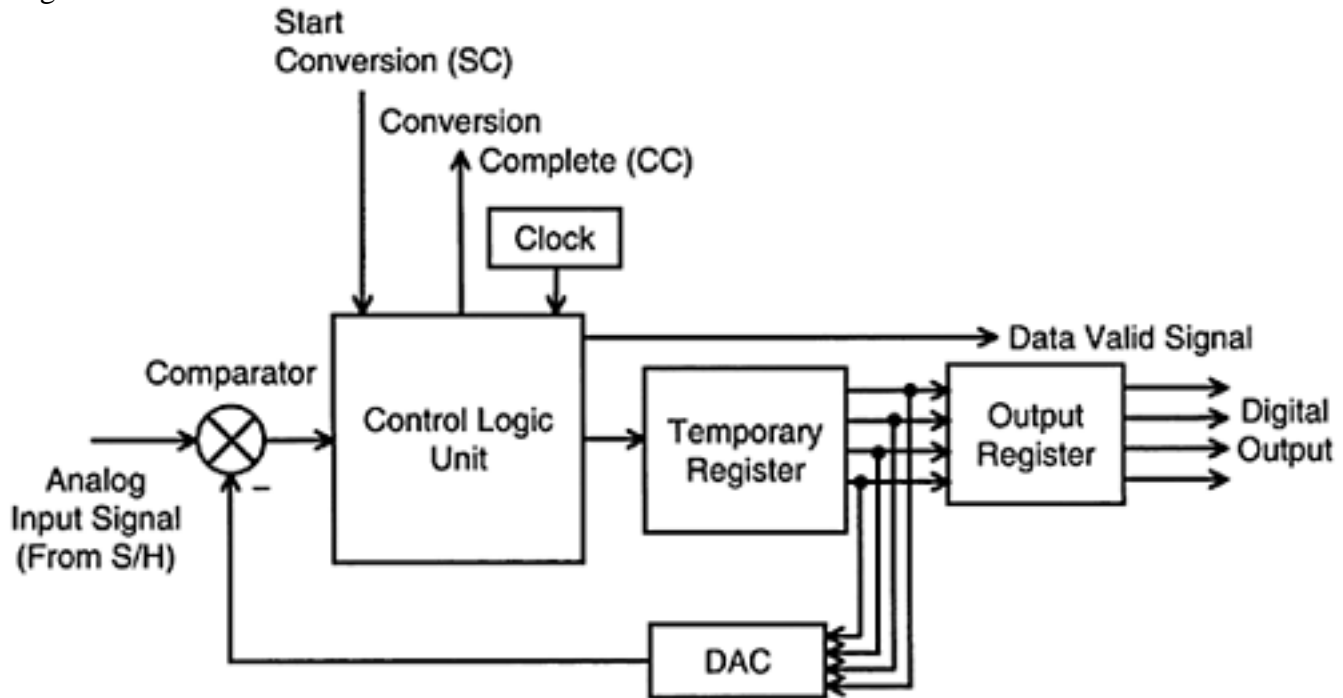 Start
Conversion (SC)
Conversion
Complete (CC)
Clock
Data Valid Signal
Comparator
Control Logic
Unit
Temporary
Register
Output
Register
Digital
Output
Analog
Input Signal
(From S/H)
–
DAC